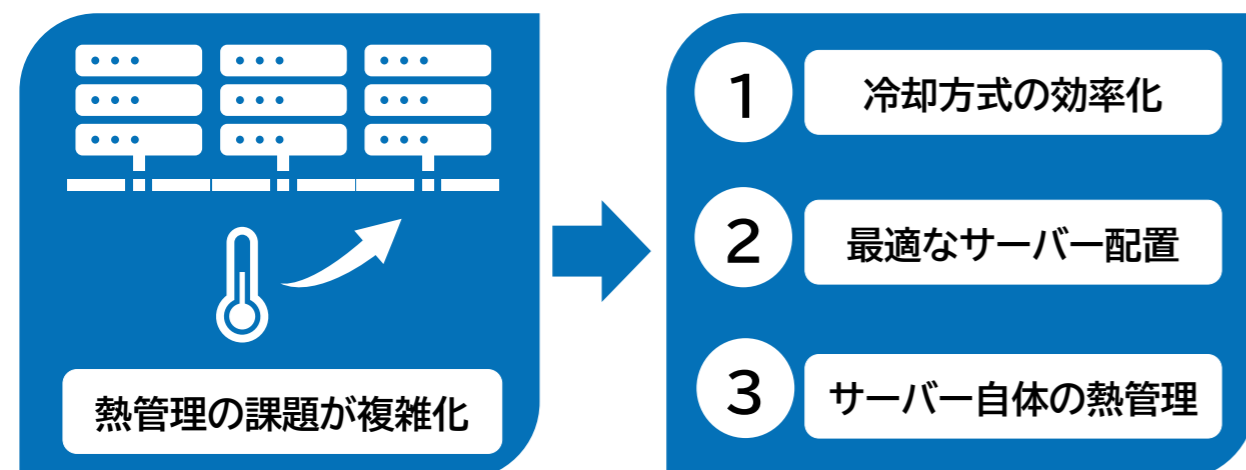 熱管理の課題が複雑化
1
冷却方式の効率化
2
最適なサーバー配置
3
サーバー自体の熱管理